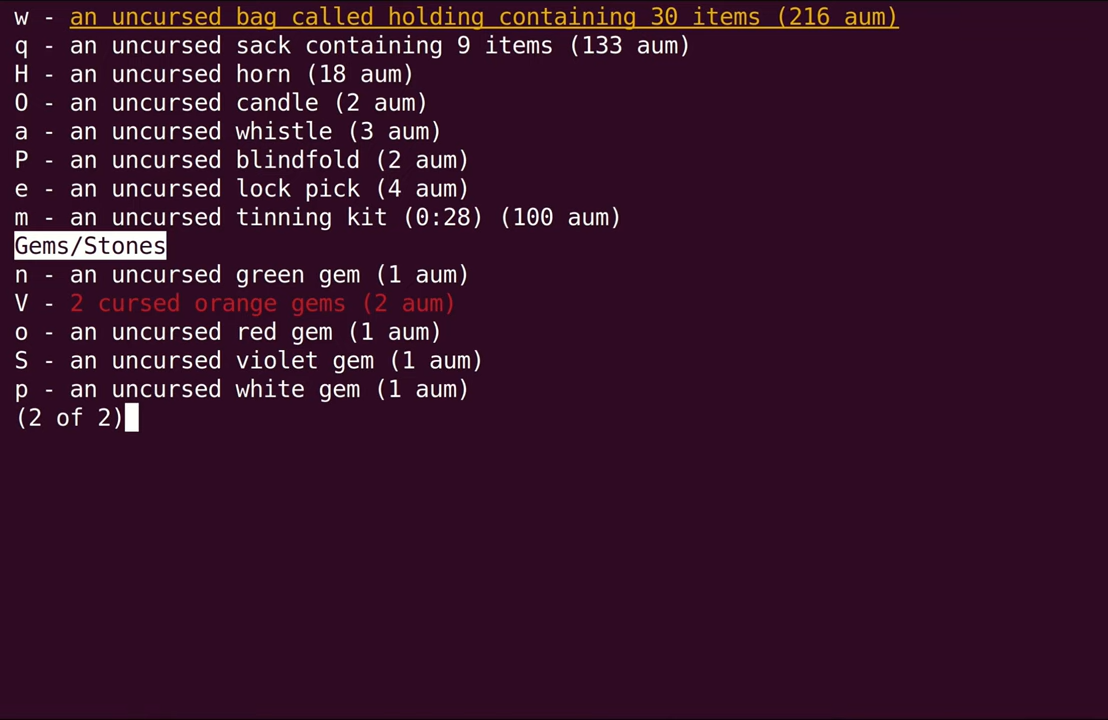 w - an uncursed bag called holding containing 30 items (216 aum)
q - an uncursed sack containing 9 items (133 aum)
H - an uncursed horn (18 aum)
O - an uncursed candle (2 aum)
a - an uncursed whistle (3 aum)
P - an uncursed blindfold (2 aum)
e - an uncursed lock pick (4 aum)
m - an uncursed tinning kit (0:28) (100 aum)
Gems/Stones
n - an uncursed green gem (1 aum)
V - 2 cursed orange gems (2 aum)
o - an uncursed red gem (1 aum)
S - an uncursed violet gem (1 aum)
p - an uncursed white gem (1 aum)
(2 of 2)